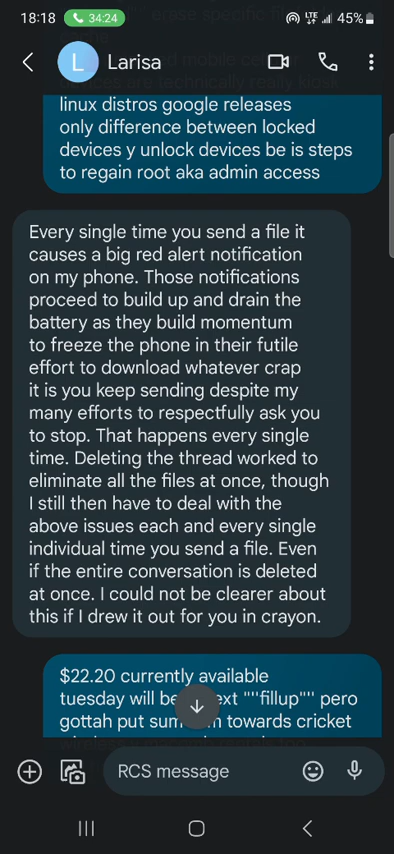 18:18
34:24
LTE
45%
L
Larisa
linux distros google releases
only difference between locked
devices y unlock devices be is steps
to regain root aka admin access
Every single time you send a file it
causes a big red alert notification
on my phone. Those notifications
proceed to build up and drain the
battery as they build momentum
to freeze the phone in their futile
effort to download whatever crap
it is you keep sending despite my
many efforts to respectfully ask you
to stop. That happens every single
time. Deleting the thread worked to
eliminate all the files at once, though
I still then have to deal with the
above issues each and every single
individual time you send a file. Even
if the entire conversation is deleted
at once. I could not be clearer about
this if I drew it out for you in crayon.
$22.20 currently available
tuesday will be ""fillup"" pero
gottah put towards cricket
RCS message